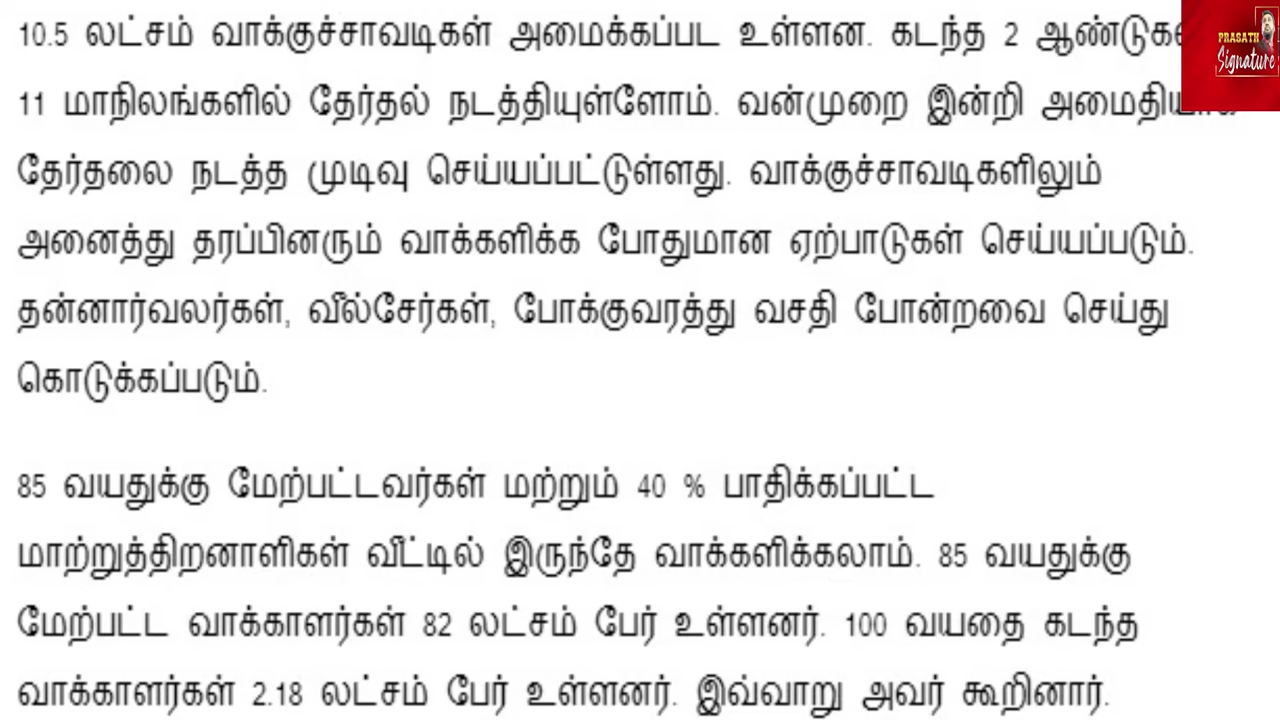 10.5 லட்சம் வாக்குச்சாவடிகள் அமைக்கப்பட உள்ளன. கடந்த 2
11 மாநிலங்களில் தேர்தல் நடத்தியுள்ளோம். வன்முறை இன்றி
தேர்தலை நடத்த முடிவு செய்யப்பட்டுள்ளது. வாக்குச்சாவடிகளிலும்
அனைத்து தரப்பினரும் வாக்களிக்க போதுமான ஏற்பாடுகள் செய்யப்படும்.
தன்னார்வலர்கள், வீல்சேர்கள், போக்குவரத்து வசதி போன்றவை செய்து
கொடுக்கப்படும்.
85 வயதுக்கு மேற்பட்டவர்கள் மற்றும் 40 % பாதிக்கப்பட்ட
மாற்றுத்திறனாளிகள் வீட்டில் இருந்தே வாக்களிக்கலாம். 85 வயதுக்கு
மேற்பட்ட வாக்காளர்கள் 82 லட்சம் பேர் உள்ளனர். 100 வயதை கடந்த
வாக்காளர்கள் 2.18 லட்சம் பேர் உள்ளனர். இவ்வாறு அவர் கூறினார்.
PRASATH
Signature